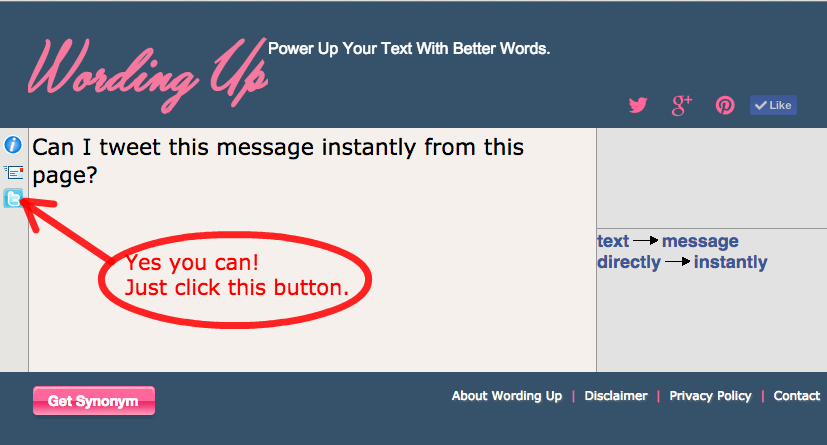 Wording Up
Power Up Your Text With Better Words.
g+
Like
Can I tweet this message instantly from this
page?
text → message
directly → instantly
Yes you can!
Just click this button.
Get Synonym
About Wording Up | Disclaimer | Privacy Policy | Contact